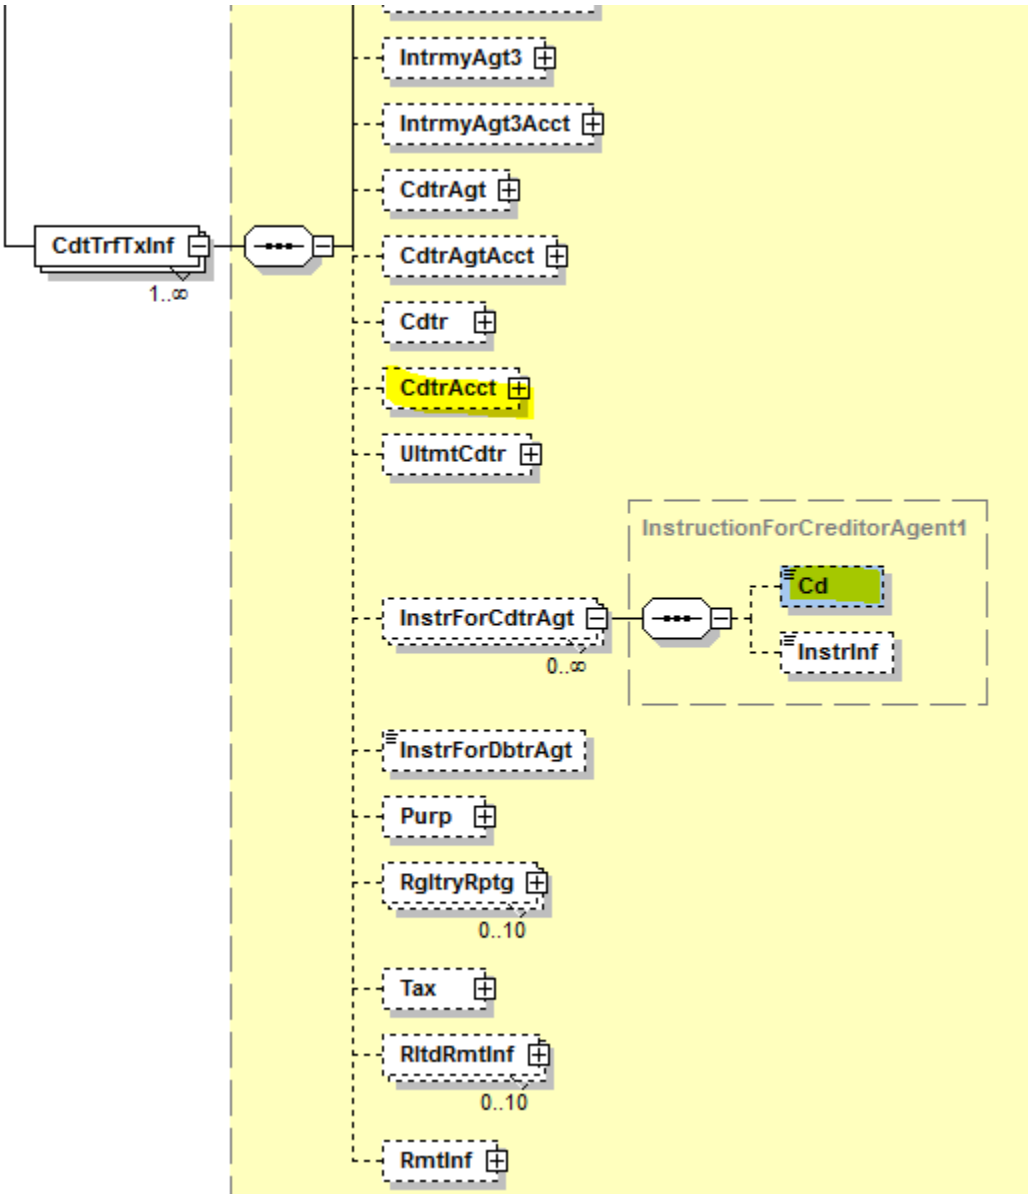 IntrmyAgt3
IntrmyAgt3Acct
CdtrAgt
CdtTrfTxInf
1..∞
CdtrAgtAcct
Cdtr
CdtrAcct
UltmtCdtr
InstructionForCreditorAgent1
Cd
InstrForCdtrAgt
0..∞
InstrInf
InstrForDbtrAgt
Purp
RgltryRptg
0..10
Tax
RltdRmtInf
0..10
RmtInf